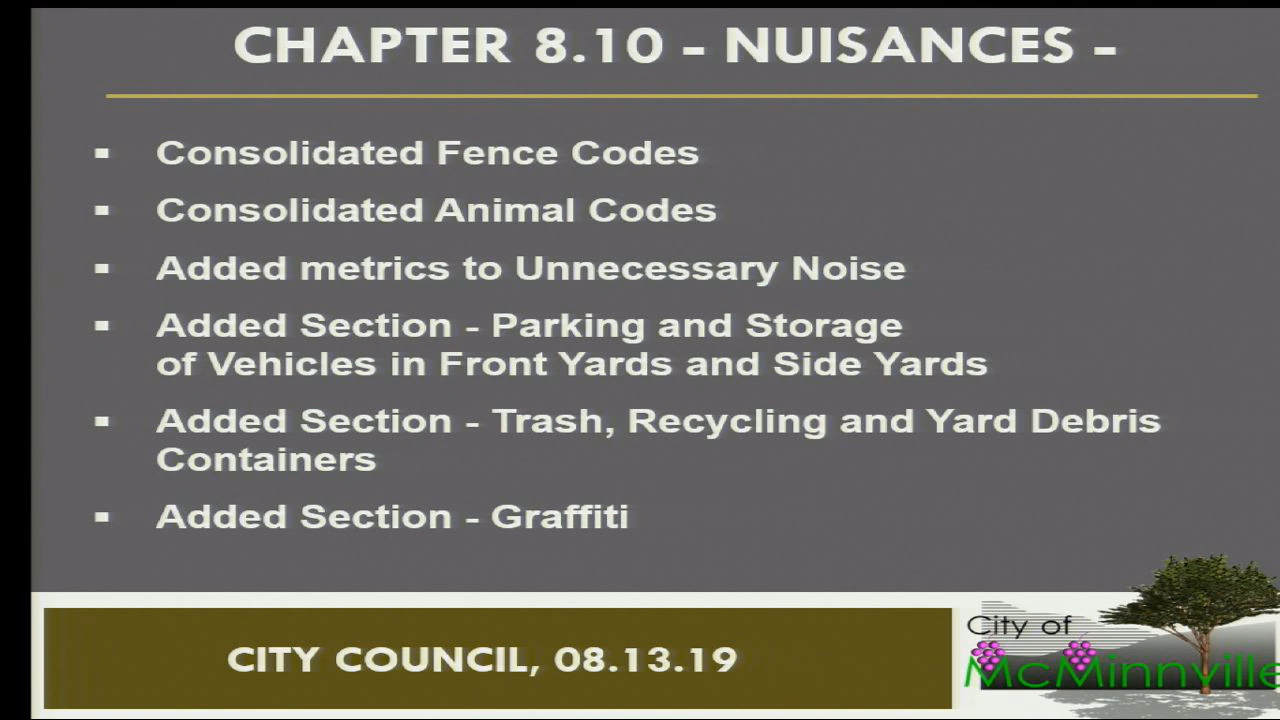 CHAPTER 8.10 - NUISANCES -
▪ Consolidated Fence Codes
▪ Consolidated Animal Codes
▪ Added metrics to Unnecessary Noise
▪ Added Section - Parking and Storage
of Vehicles in Front Yards and Side Yards
▪ Added Section - Trash, Recycling and Yard Debris
Containers
▪ Added Section - Graffiti
CITY COUNCIL, 08.13.19
City of
McMinnville